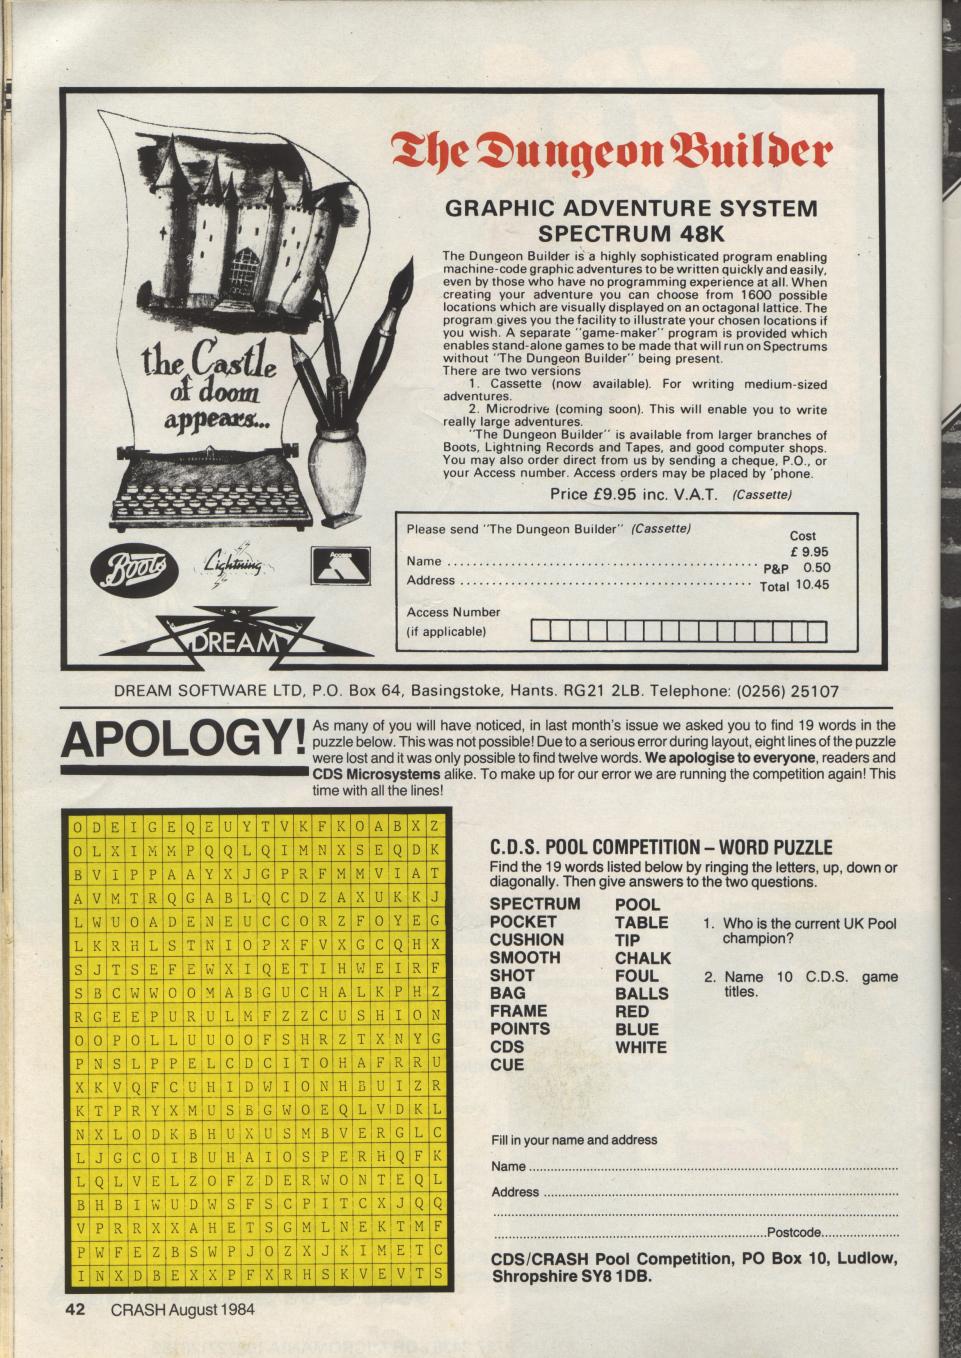 The Dungeon Builder
GRAPHIC ADVENTURE SYSTEM
SPECTRUM 48K
The Dungeon Builder is a highly sophisticated program enabling
machine-code graphic adventures to be written quickly and easily,
even by those who have no programming experience at all. When
creating your adventure you can choose from 1600 possible
locations which are visually displayed on an octagonal lattice. The
program gives you the facility to illustrate your chosen locations if
you wish. A separate "game-maker" program is provided which
enables stand-alone games to be made that will run on Spectrums
without "The Dungeon Builder" being present.
There are two versions
1. Cassette (now available). For writing medium-sized
adventures.
2. Microdrive (coming soon). This will enable you to write
really large adventures.
"The Dungeon Builder" is available from larger branches of
Boots, Lightning Records and Tapes, and good computer shops.
You may also order direct from us by sending a cheque, P.O., or
your Access number. Access orders may be placed by 'phone.
Price £9.95 inc. V.A.T. (Cassette)
the Castle
of doom
appears...
Boots
Lightning
Access
DREAM
Please send "The Dungeon Builder" (Cassette)
Cost
£ 9.95
Name
P&P 0.50
Address
Total 10.45
Access Number
(if applicable)
DREAM SOFTWARE LTD, P.O. Box 64, Basingstoke, Hants. RG21 2LB. Telephone: (0256) 25107
APOLOGY!
As many of you will have noticed, in last month's issue we asked you to find 19 words in the
puzzle below. This was not possible! Due to a serious error during layout, eight lines of the puzzle
were lost and it was only possible to find twelve words. We apologise to everyone, readers and
CDS Microsystems alike. To make up for our error we are running the competition again! This
time with all the lines!
O D E I G E Q E U Y T V K F K O A B X Z
O L X I M M P Q Q L Q I M N X S E Q D K
B V I P P A A Y X J G P R F M M V I A T
A V M T R Q G A B L Q C D Z A X U K K J
L W U O A D E N E U C C O R Z F O Y E G
L K R H L S T N I O P X F V X G C Q H X
S J T S E F E W X I Q E T I H W E I R F
S B C W W O O M A B G U C H A L K P H Z
R G E E P U R U L M F Z Z C U S H I O N
O O P O L L U U O O F S H R Z T X N Y G
P N S L P P E L C D C I T O H A F R R U
X K V Q F C U H I D W I O N H B U I Z R
K T P R Y X M U S B G W O E Q L V D K L
N X L O D K B H U X U S M B V E R G L C
L J G C O I B U H A I O S P E R H Q F K
L Q L V E L Z O F Z D E R W O N T E Q L
B H B I W U D W S F S C P I T C X J Q Q
V P R R X X A H E T S G M L N E K T M F
P W F E Z B S W P J O Z X J K I M E T C
I N X D B E X X P F X R H S K V E V T S
C.D.S. POOL COMPETITION – WORD PUZZLE
Find the 19 words listed below by ringing the letters, up, down or
diagonally. Then give answers to the two questions.
SPECTRUM
POCKET
CUSHION
SMOOTH
SHOT
BAG
FRAME
POINTS
CDS
CUE
POOL
TABLE
TIP
CHALK
FOUL
BALLS
RED
BLUE
WHITE
1. Who is the current UK Pool
champion?
2. Name 10 C.D.S. game
titles.
Fill in your name and address
Name
Address
Postcode
CDS/CRASH Pool Competition, PO Box 10, Ludlow,
Shropshire SY8 1DB.
42 CRASH August 1984